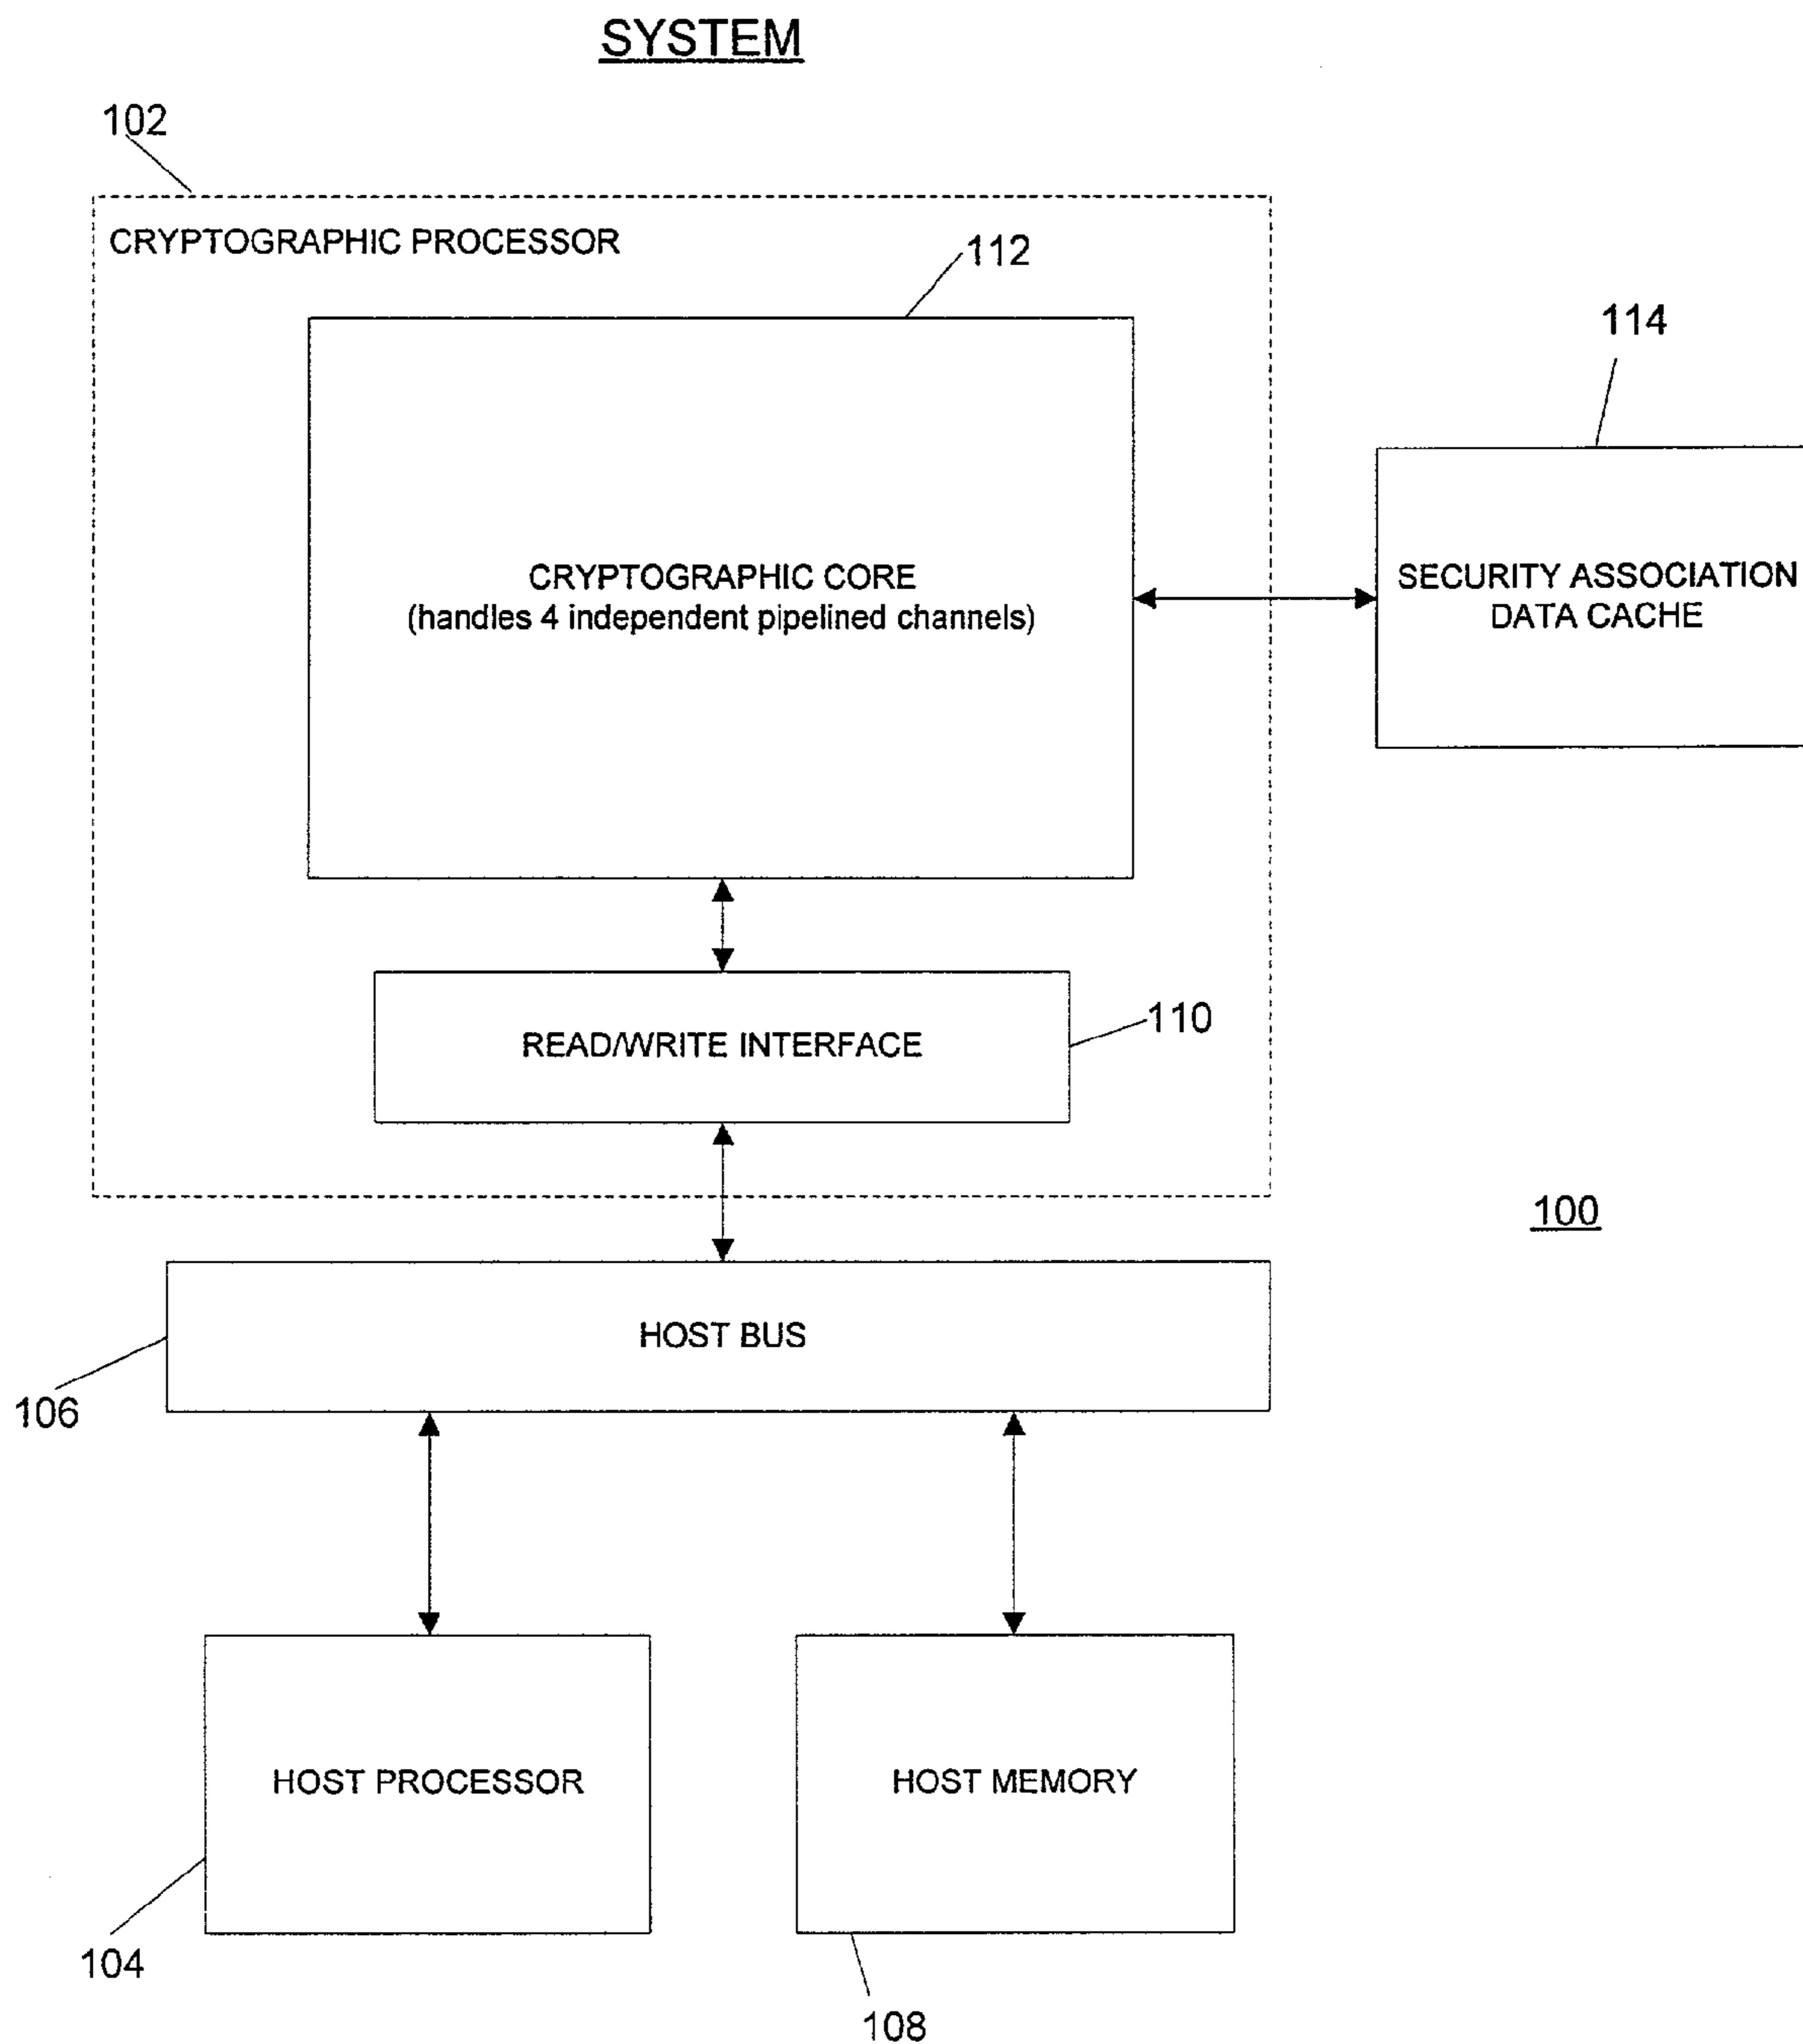 SYSTEM
102
CRYPTOGRAPHIC PROCESSOR
112
114
CRYPTOGRAPHIC CORE
(handles 4 independent pipelined channels)
SECURITY ASSOCIATION
DATA CACHE
110
READ/WRITE INTERFACE
100
HOST BUS
106
HOST PROCESSOR
HOST MEMORY
104
108